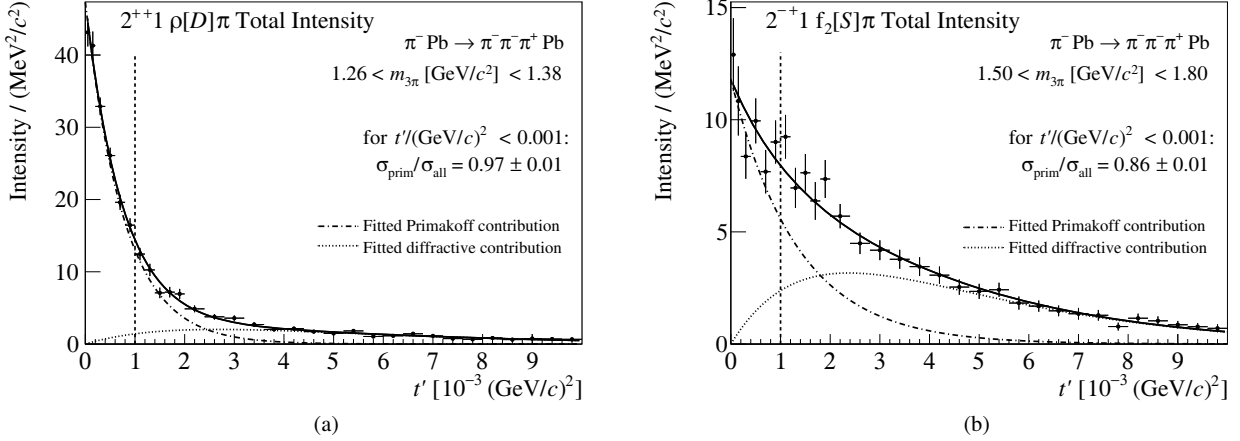 2⁺⁺1 ρ[D]π Total Intensity
π⁻ Pb → π⁻π⁻π⁺ Pb
1.26 < m₃π [GeV/c²] < 1.38
for t′/(GeV/c)² < 0.001:
σprim/σall = 0.97 ± 0.01
Fitted Primakoff contribution
Fitted diffractive contribution
Intensity / (MeV²/c²)
40
30
20
10
0
0 1 2 3 4 5 6 7 8 9
t′ [10⁻³ (GeV/c)²]
(a)
2⁻⁺1 f₂[S]π Total Intensity
π⁻ Pb → π⁻π⁻π⁺ Pb
1.50 < m₃π [GeV/c²] < 1.80
for t′/(GeV/c)² < 0.001:
σprim/σall = 0.86 ± 0.01
Fitted Primakoff contribution
Fitted diffractive contribution
Intensity / (MeV²/c²)
15
10
5
0
0 1 2 3 4 5 6 7 8 9
t′ [10⁻³ (GeV/c)²]
(b)